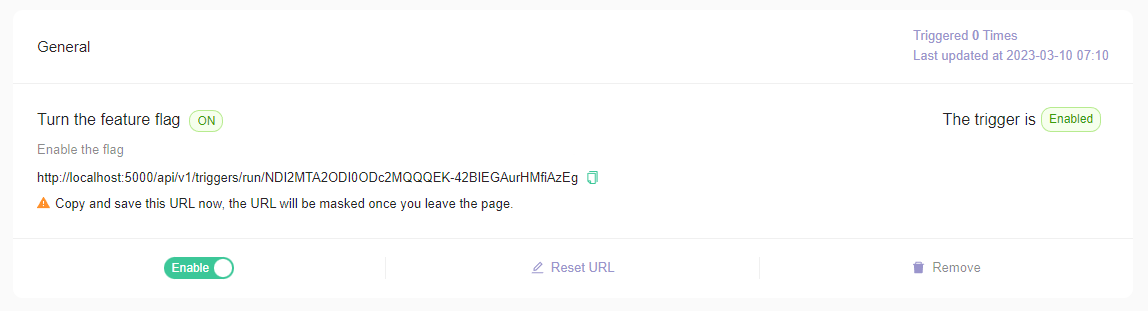 General
Triggered 0 Times
Last updated at 2023-03-10 07:10
Turn the feature flag ON
The trigger is Enabled
Enable the flag
http://localhost:5000/api/v1/triggers/run/NDI2MTA2ODI0ODc2MQQQEK-42BIEGAurHMfiAzEg
Copy and save this URL now, the URL will be masked once you leave the page.
Enable
Reset URL
Remove